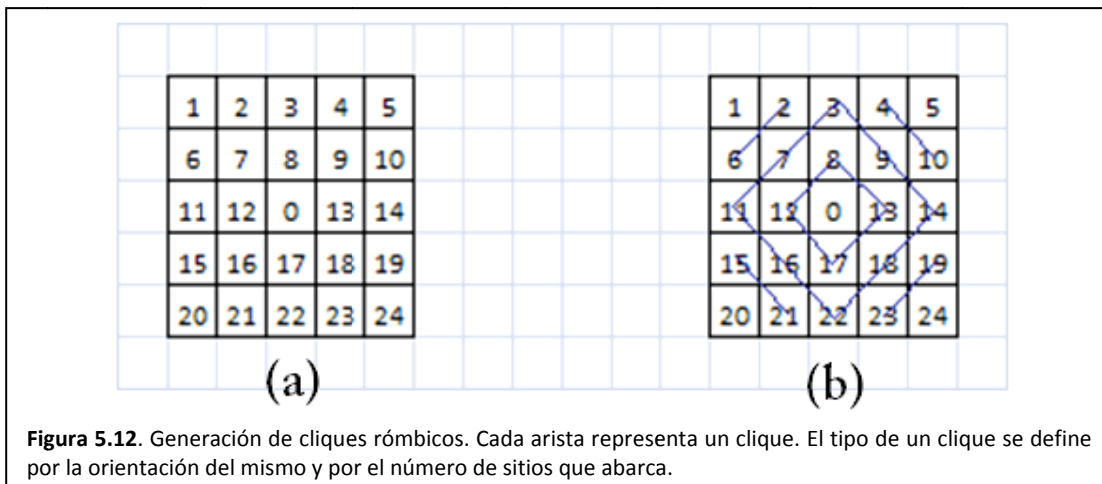 1 2 3 4 5 1 2 3 4 5
6 7 8 9 10 6 7 8 9 10
11 12 0 13 14 11 12 0 13 14
15 16 17 18 19 15 16 17 18 19
20 21 22 23 24 20 21 22 23 24
(a) (b)
Figura 5.12. Generación de cliques rómbicos. Cada arista representa un clique. El tipo de un clique se define
por la orientación del mismo y por el número de sitios que abarca.